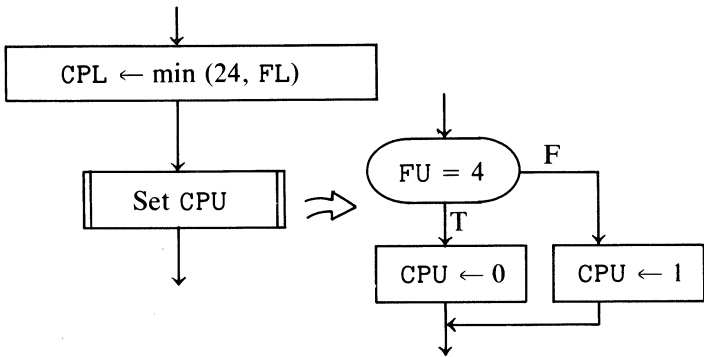 CPL ← min (24, FL)
Set CPU
FU = 4
F
T
CPU ← 0
CPU ← 1